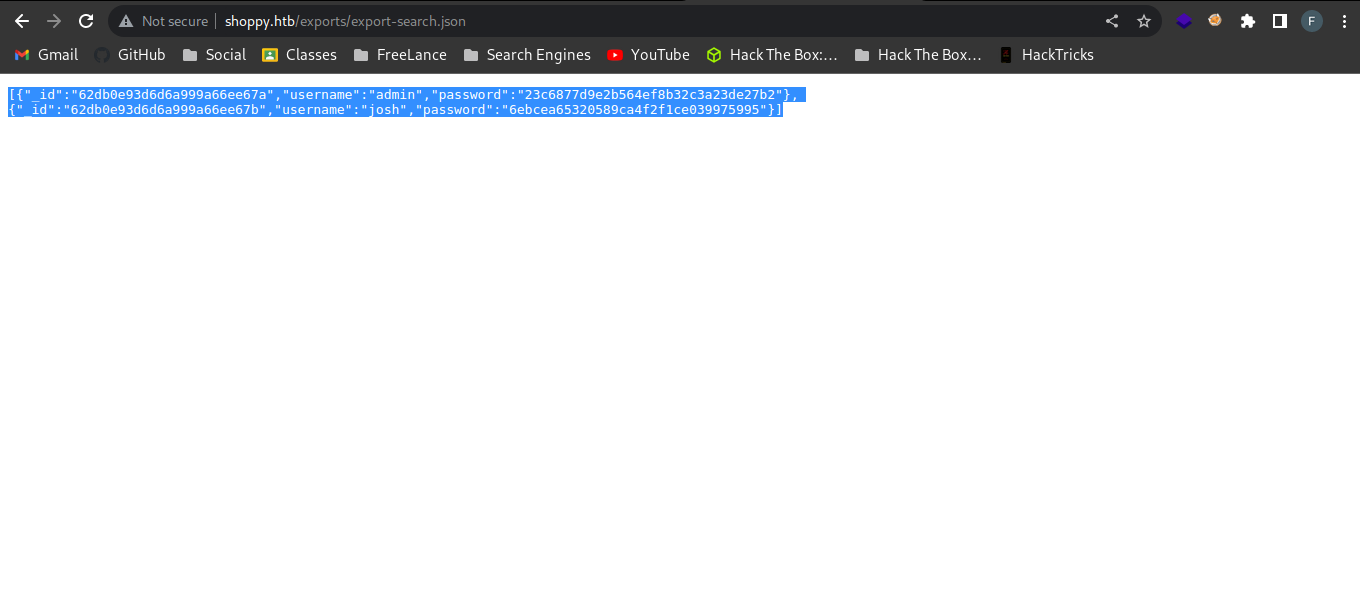 Not secure shoppy.htb/exports/export-search.json F
Gmail GitHub Social Classes FreeLance Search Engines YouTube Hack The Box:... Hack The Box... HackTricks
[{"_id":"62db0e93d6d6a999a66ee67a","username":"admin","password":"23c6877d9e2b564ef8b32c3a23de27b2"},
{"_id":"62db0e93d6d6a999a66ee67b","username":"josh","password":"6ebcea65320589ca4f2f1ce039975995"}]